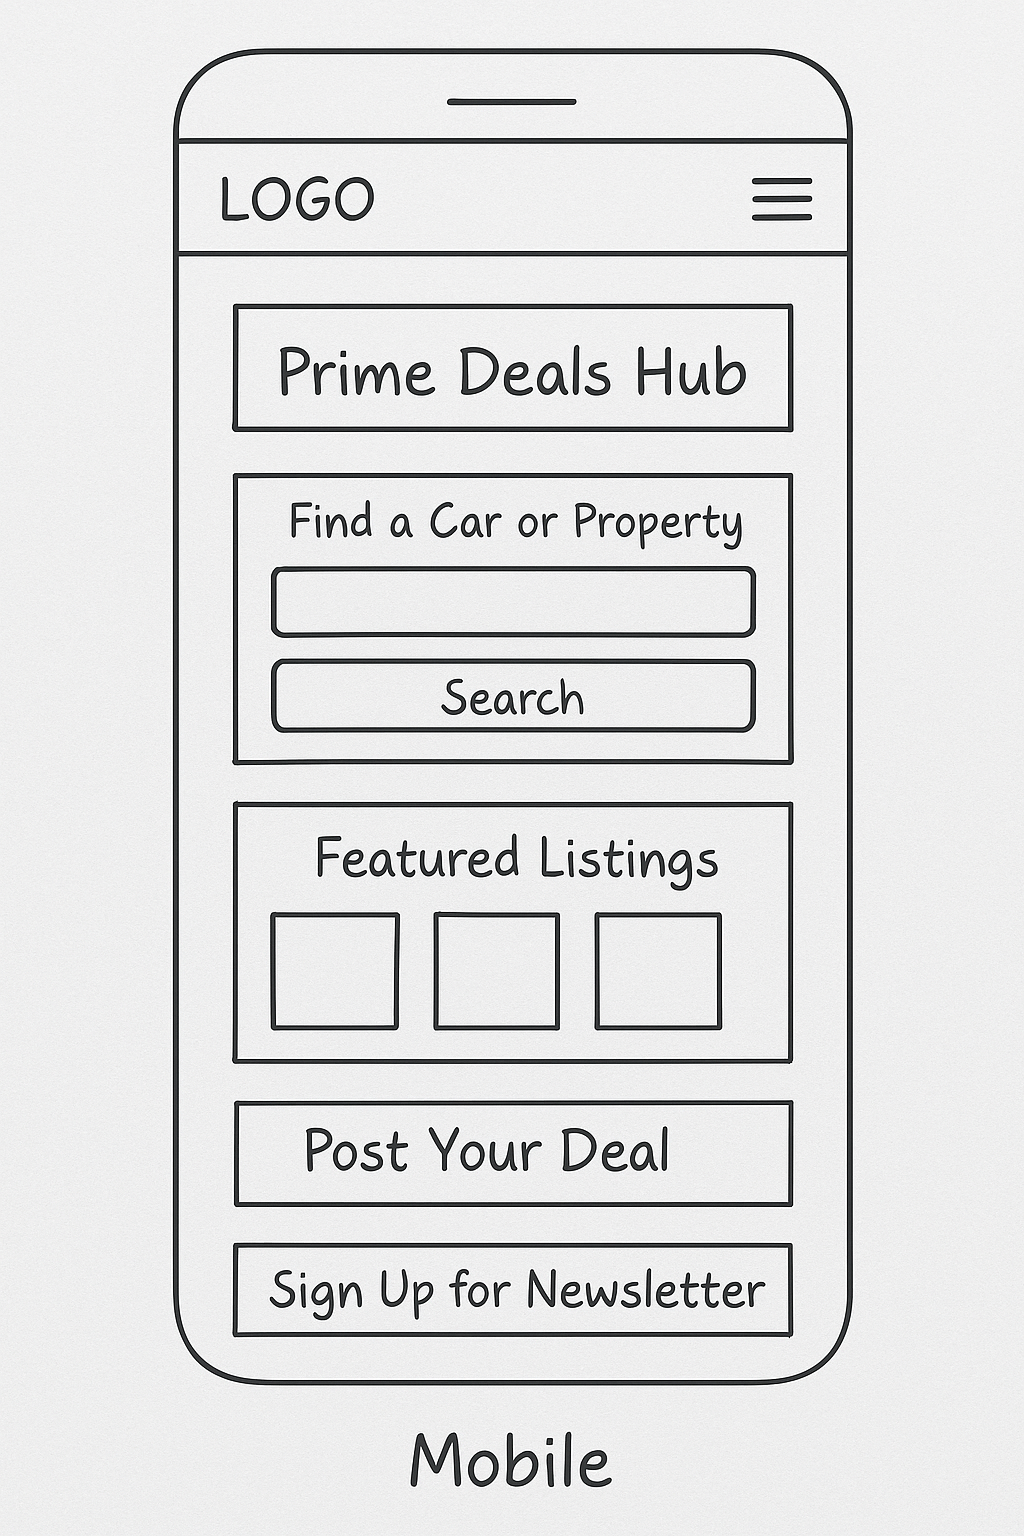 LOGO
Prime Deals Hub
Find a Car or Property
Search
Featured Listings
Post Your Deal
Sign Up for Newsletter
Mobile